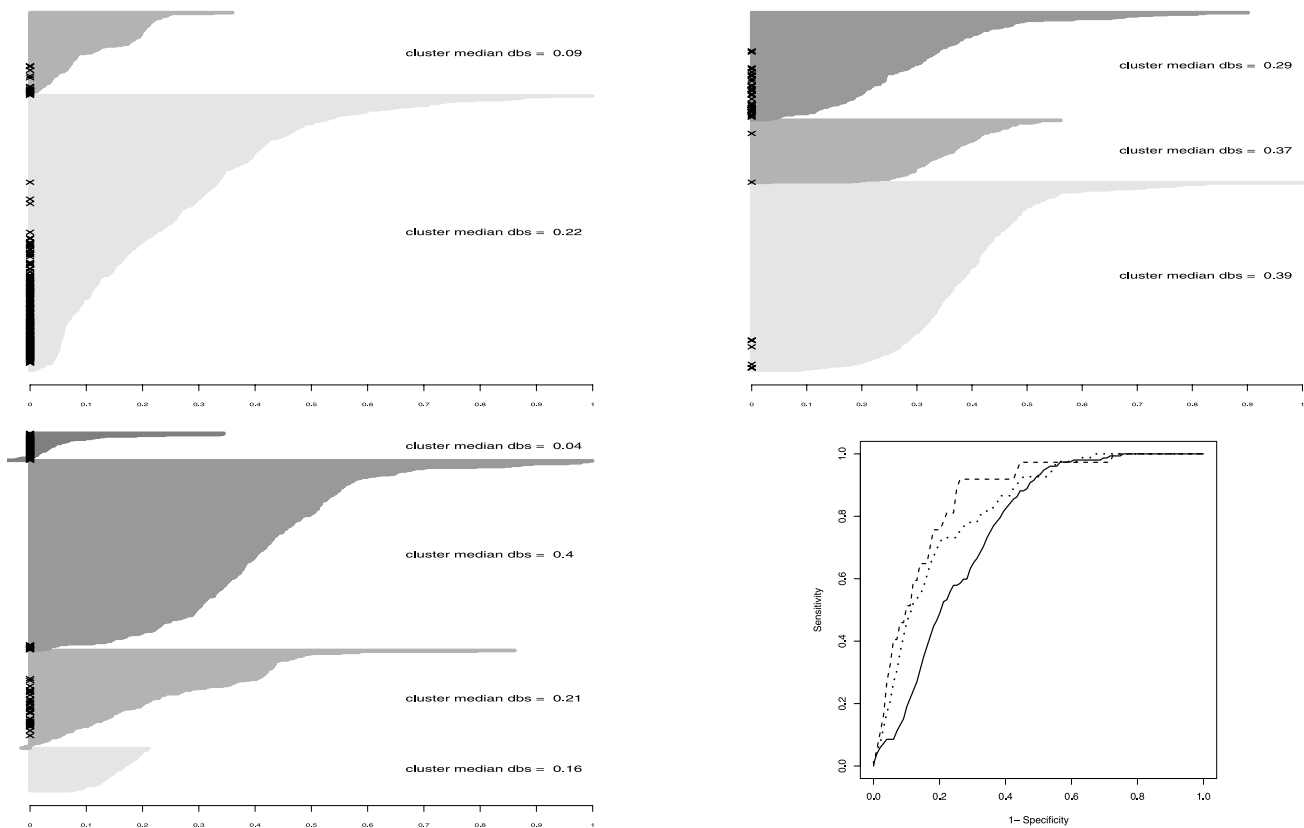 cluster median dbs = 0.09
cluster median dbs = 0.22
0 0.1 0.2 0.3 0.4 0.5 0.6 0.7 0.8 0.9 1
cluster median dbs = 0.29
cluster median dbs = 0.37
cluster median dbs = 0.39
0 0.1 0.2 0.3 0.4 0.5 0.6 0.7 0.8 0.9 1
cluster median dbs = 0.04
cluster median dbs = 0.4
cluster median dbs = 0.21
cluster median dbs = 0.16
0 0.1 0.2 0.3 0.4 0.5 0.6 0.7 0.8 0.9 1
Sensitivity
1.0
0.8
0.6
0.4
0.2
0.0
0.0 0.2 0.4 0.6 0.8 1.0
1− Specificity